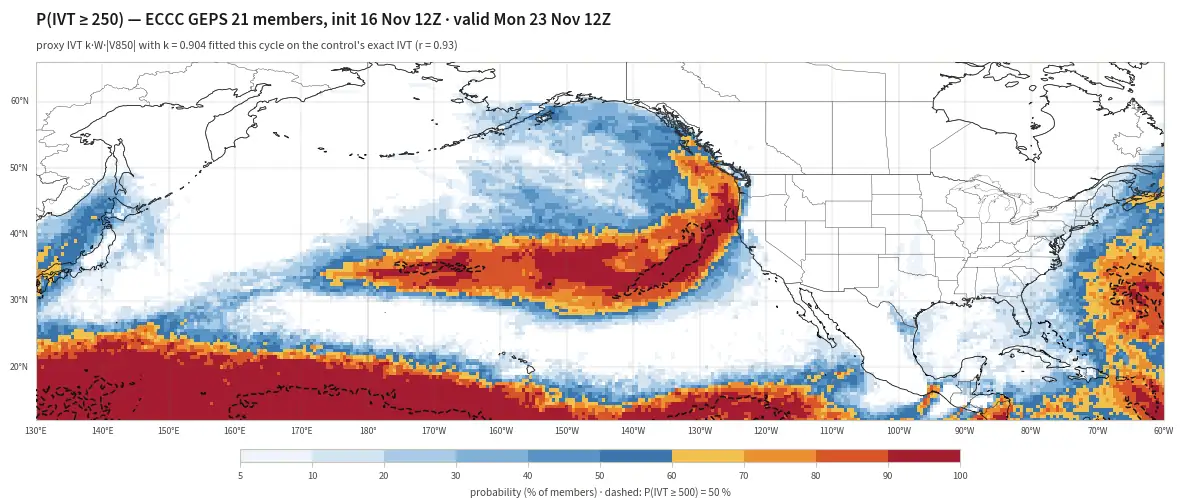 P(IVT ≥ 250) — ECCC GEPS 21 members, init 16 Nov 12Z · valid Mon 23 Nov 12Z
proxy IVT k·W·|V850| with k = 0.904 fitted this cycle on the control's exact IVT (r = 0.93)
60°N
50°N
40°N
30°N
20°N
130°E 140°E 150°E 160°E 170°E 180° 170°W 160°W 150°W 140°W 130°W 120°W 110°W 100°W 90°W 80°W 70°W 60°W
5 10 20 30 40 50 60 70 80 90 100
probability (% of members) · dashed: P(IVT ≥ 500) = 50 %